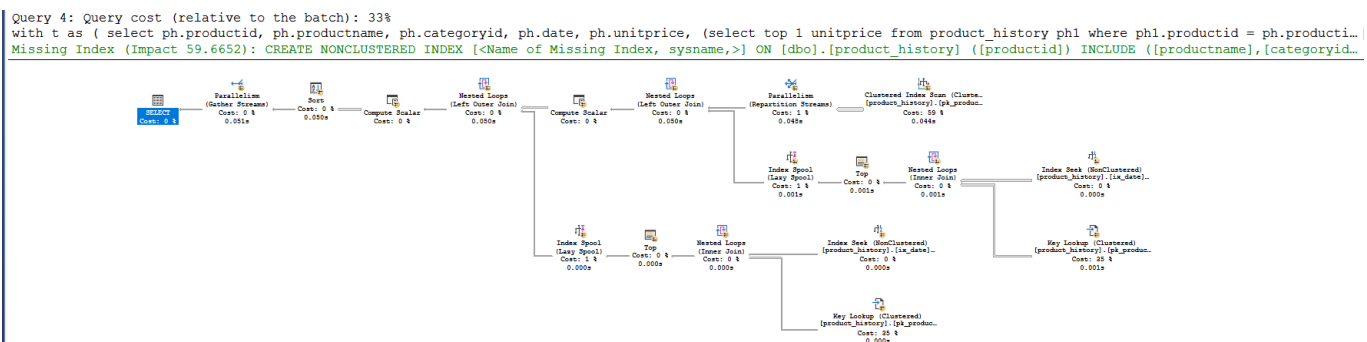 Query 4: Query cost (relative to the batch): 33%
with t as ( select ph.productid, ph.productname, ph.categoryid, ph.date, ph.unitprice, (select top 1 unitprice from product_history ph1 where ph1.productid = ph.producti…
Missing Index (Impact 59.6652): CREATE NONCLUSTERED INDEX [<Name of Missing Index, sysname,>] ON [dbo].[product_history] ([productid]) INCLUDE ([productname],[categoryid…
SELECT
Cost: 0 %
Parallelism
(Gather Streams)
Cost: 0 %
0.051s
Sort
Cost: 0 %
0.050s
Compute Scalar
Cost: 0 %
Nested Loops
(Left Outer Join)
Cost: 0 %
0.050s
Compute Scalar
Cost: 0 %
Nested Loops
(Left Outer Join)
Cost: 0 %
0.050s
Parallelism
(Repartition Streams)
Cost: 1 %
0.045s
Clustered Index Scan (Cluste…
[product_history].[pk_produc…
Cost: 59 %
0.044s
Index Spool
(Lazy Spool)
Cost: 1 %
0.001s
Top
Cost: 0 %
0.001s
Nested Loops
(Inner Join)
Cost: 0 %
0.001s
Index Seek (NonClustered)
[product_history].[ix_date]…
Cost: 0 %
0.000s
Key Lookup (Clustered)
[product_history].[pk_produc…
Cost: 25 %
0.001s
Index Spool
(Lazy Spool)
Cost: 1 %
0.000s
Top
Cost: 0 %
0.000s
Nested Loops
(Inner Join)
Cost: 0 %
0.000s
Index Seek (NonClustered)
[product_history].[ix_date]…
Cost: 0 %
0.000s
Key Lookup (Clustered)
[product_history].[pk_produc…
Cost: 35 %
0.000s